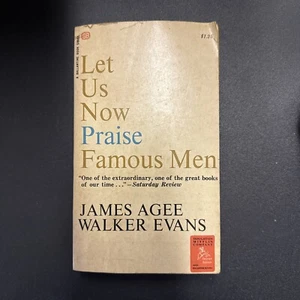 Let
Us
Now
Praise
Famous Men
"One of the extraordinary, one of the great books
of our time..."—Saturday Review
JAMES AGEE
WALKER EVANS